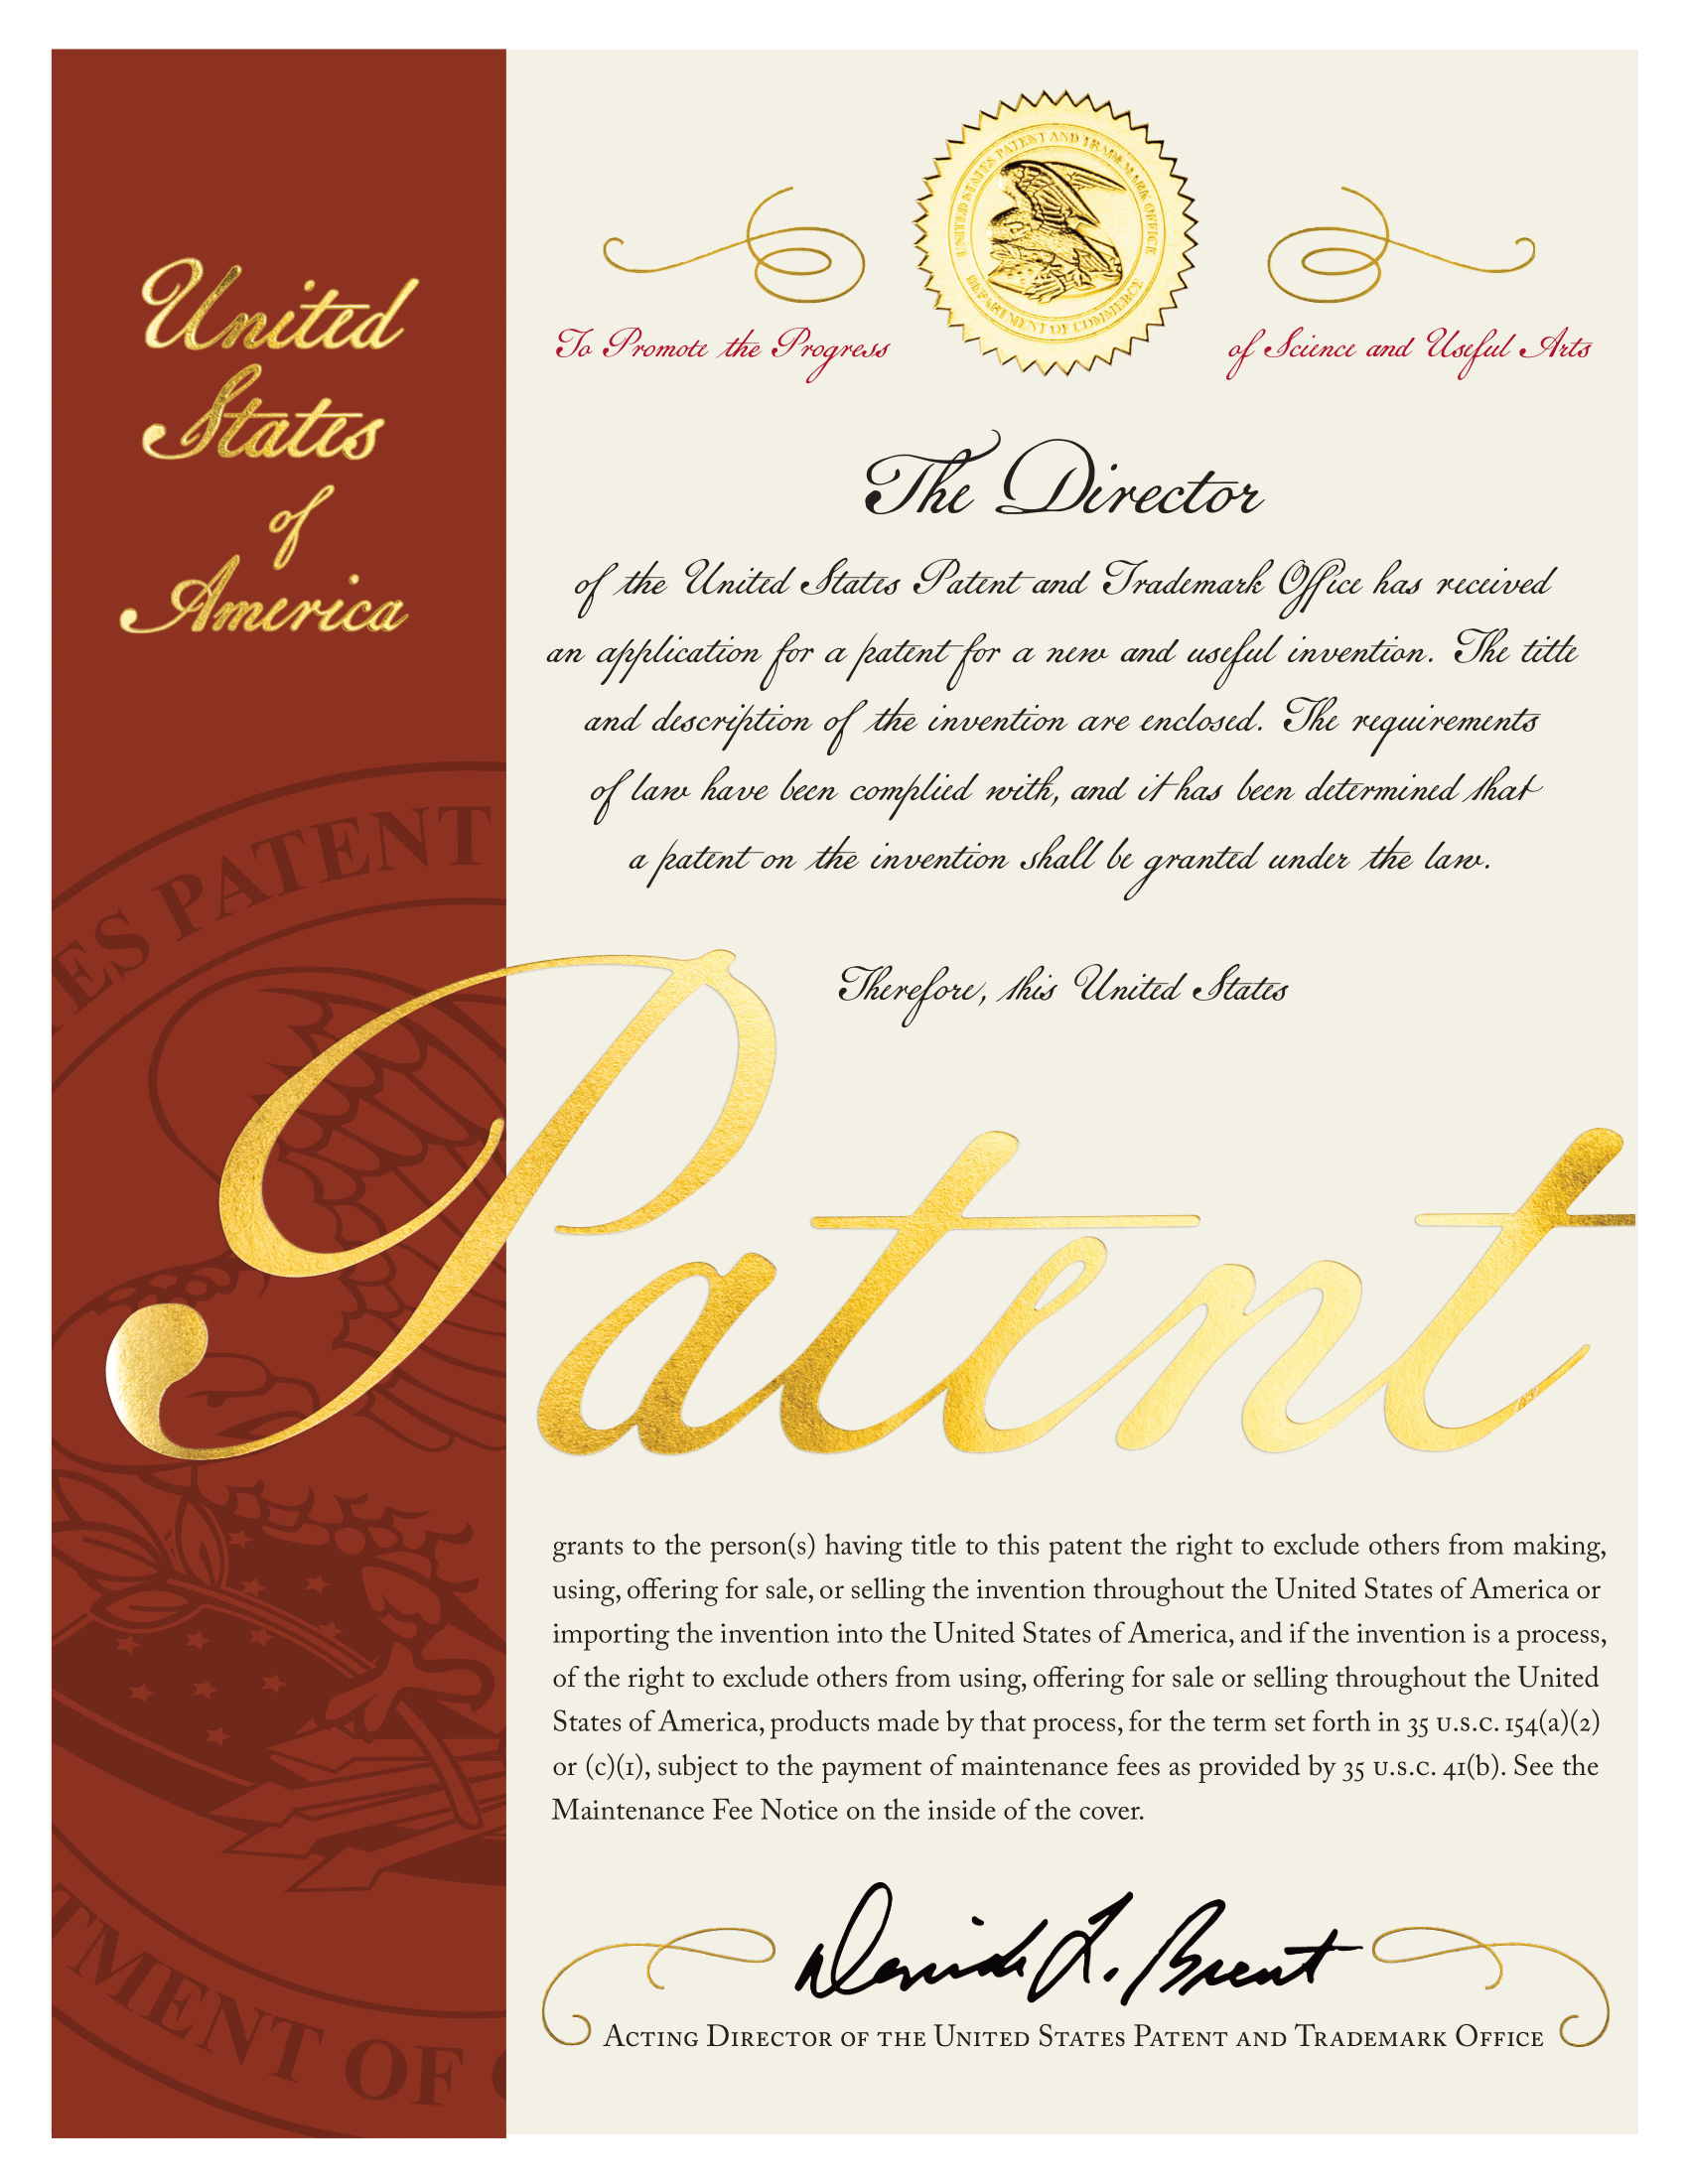 United
States
of
America
UNITED STATES PATENT AND TRADEMARK OFFICE
DEPARTMENT OF COMMERCE
To Promote the Progress
of Science and Useful Arts
The Director
of the United States Patent and Trademark Office has received
an application for a patent for a new and useful invention. The title
and description of the invention are enclosed. The requirements
of law have been complied with, and it has been determined that
a patent on the invention shall be granted under the law.
Therefore, this United States
Patent
grants to the person(s) having title to this patent the right to exclude others from making,
using, offering for sale, or selling the invention throughout the United States of America or
importing the invention into the United States of America, and if the invention is a process,
of the right to exclude others from using, offering for sale or selling throughout the United
States of America, products made by that process, for the term set forth in 35 U.S.C. 154(a)(2)
or (c)(1), subject to the payment of maintenance fees as provided by 35 U.S.C. 41(b). See the
Maintenance Fee Notice on the inside of the cover.
Derrick L. Brent
ACTING DIRECTOR OF THE UNITED STATES PATENT AND TRADEMARK OFFICE
ES PATENT
TMENT OF C